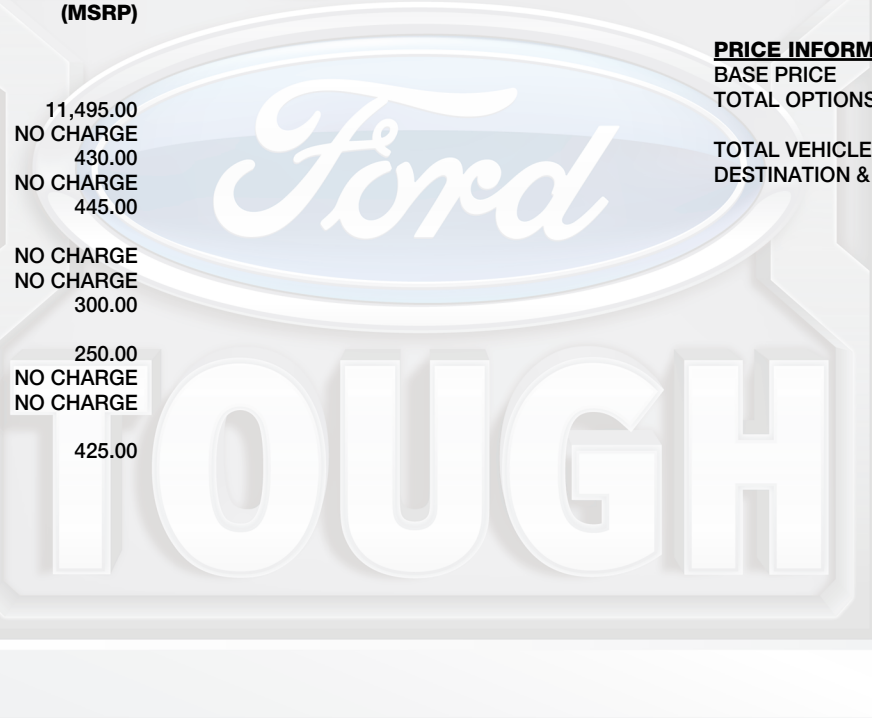 (MSRP)
11,495.00
NO CHARGE
430.00
NO CHARGE
445.00
NO CHARGE
NO CHARGE
300.00
250.00
NO CHARGE
NO CHARGE
425.00
PRICE INFORM
BASE PRICE
TOTAL OPTIONS
TOTAL VEHICLE
DESTINATION &
Ford
TOUGH